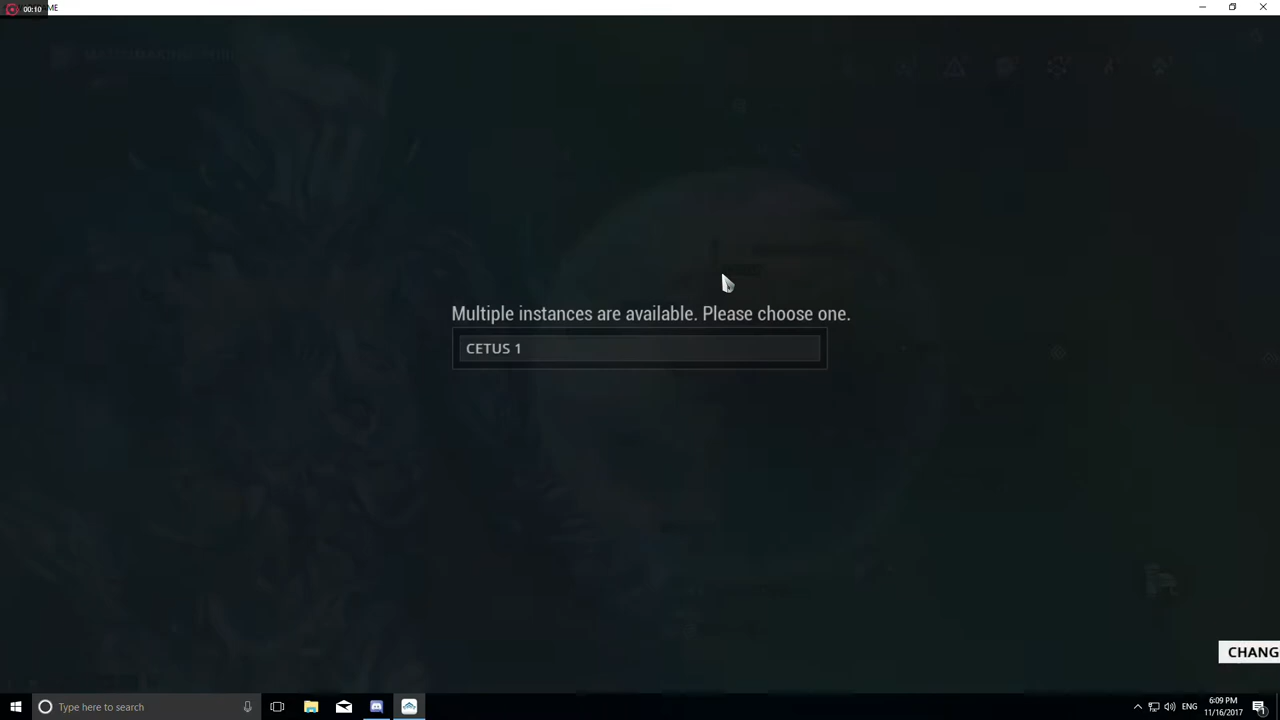 00:10
Multiple instances are available. Please choose one.
CETUS 1
CHANG
Type here to search
ENG
6:09 PM
11/16/2017
1